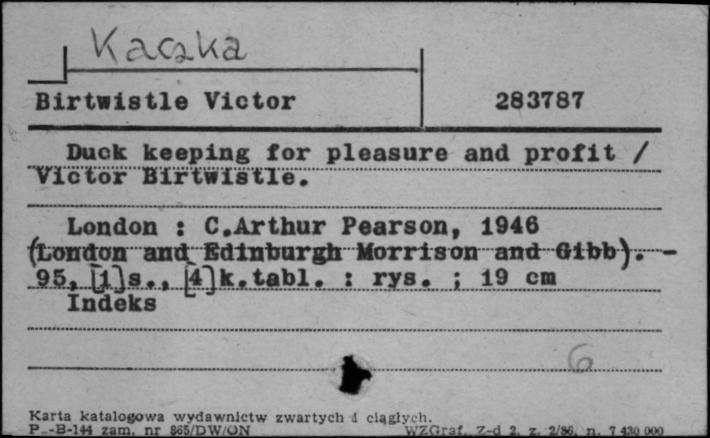 Kaczka
Birtwistle Victor 283787
Duck keeping for pleasure and profit /
Victor Birtwistle.
London : C.Arthur Pearson, 1946
(London and Edinburgh Morrison and Gibb). -
95, [1]s., [4]k.tabl. : rys. ; 19 cm
Indeks
6
Karta katalogowa wydawnictw zwartych i ciągłych.
P -B-144 zam. nr 865/DW/ON WZGraf. Z-d 2. z. 2/86. n. 7 430 000